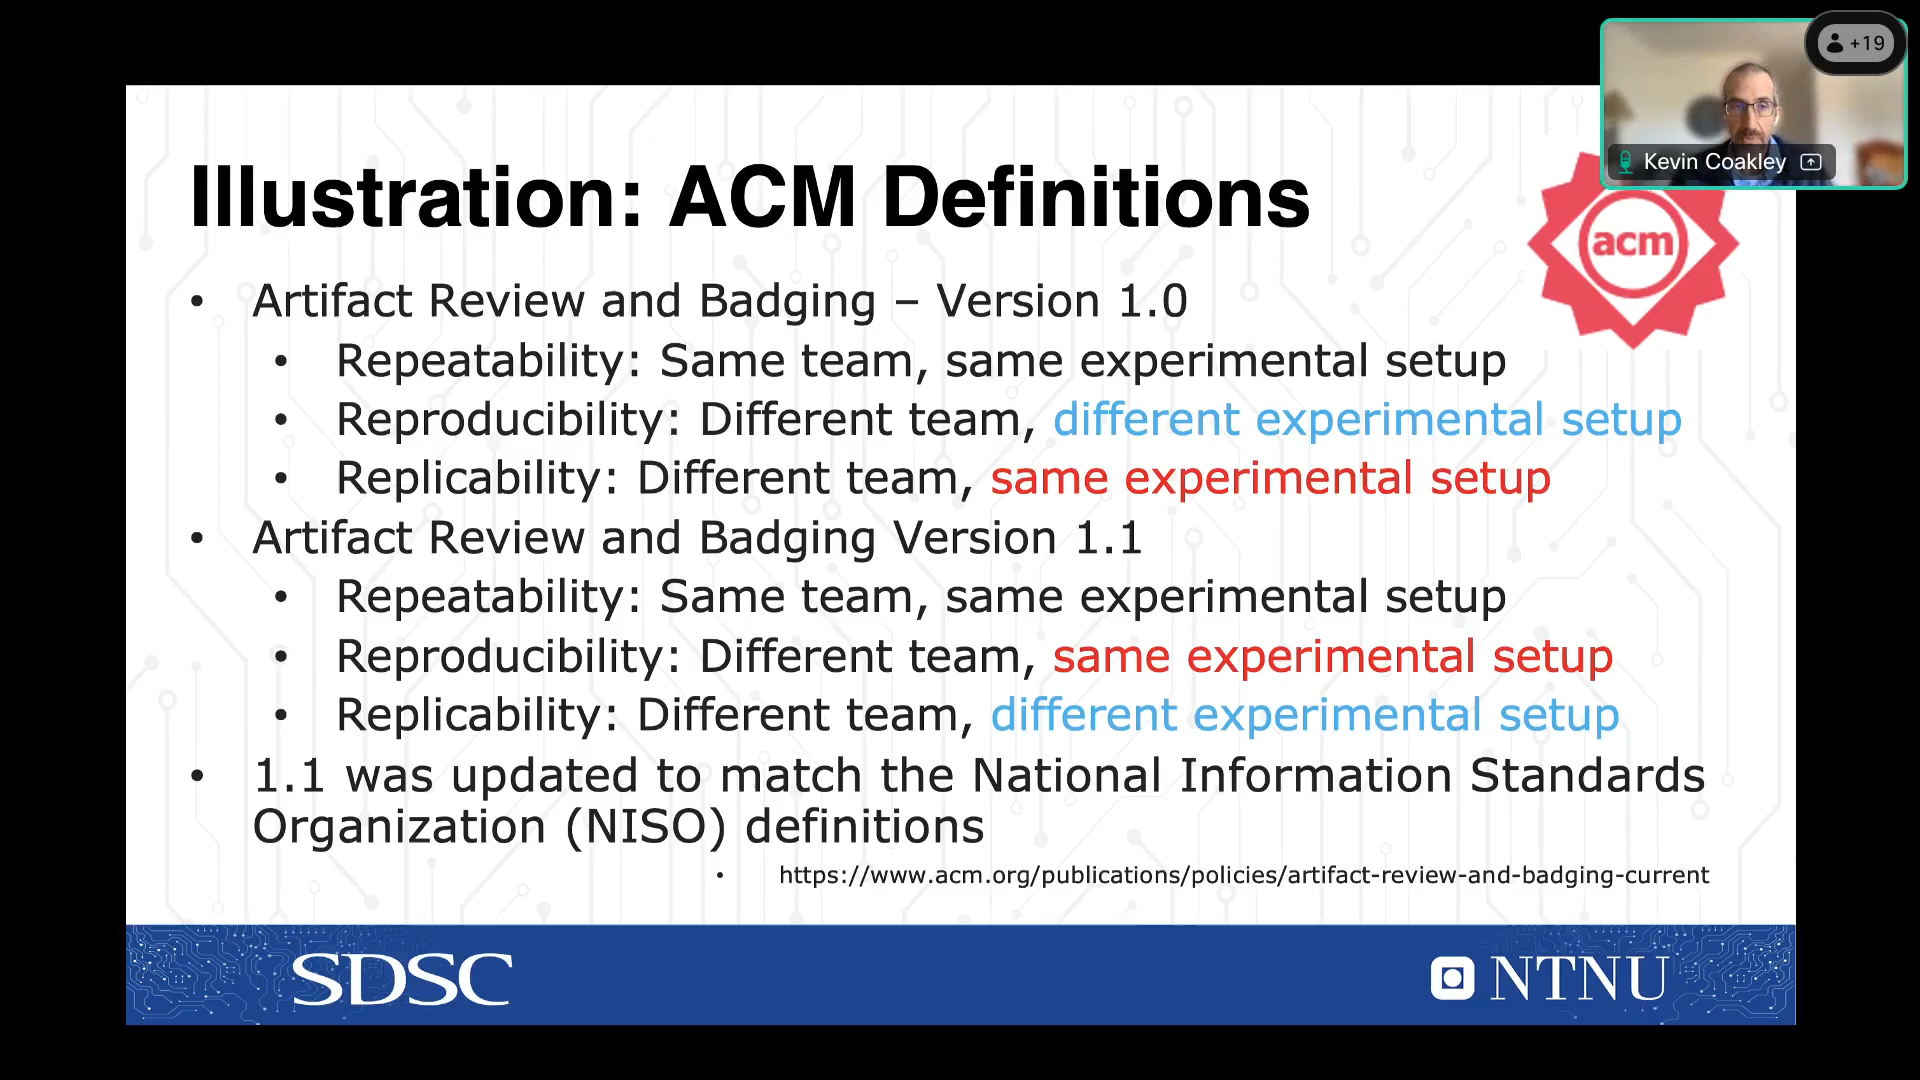 +19
Kevin Coakley
Illustration: ACM Definitions
acm
• Artifact Review and Badging – Version 1.0
• Repeatability: Same team, same experimental setup
• Reproducibility: Different team, different experimental setup
• Replicability: Different team, same experimental setup
• Artifact Review and Badging Version 1.1
• Repeatability: Same team, same experimental setup
• Reproducibility: Different team, same experimental setup
• Replicability: Different team, different experimental setup
• 1.1 was updated to match the National Information Standards
Organization (NISO) definitions
• https://www.acm.org/publications/policies/artifact-review-and-badging-current
SDSC
NTNU